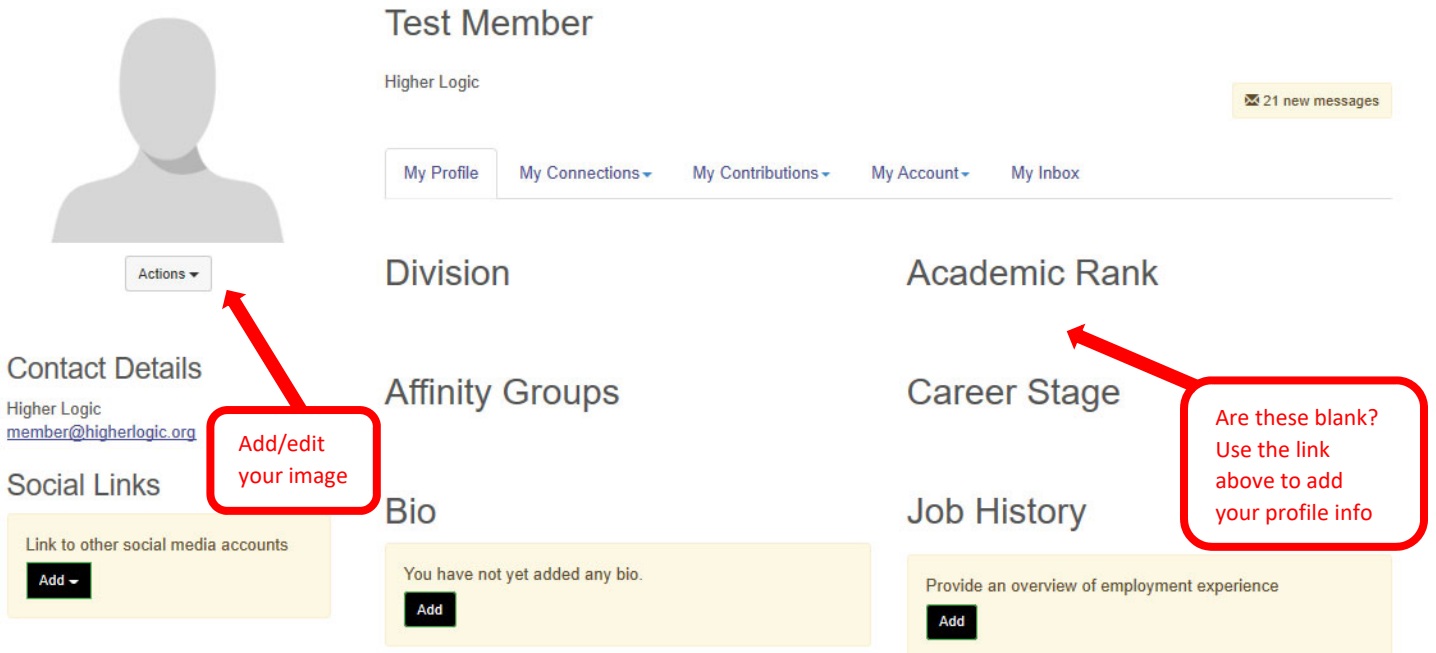 Test Member
Higher Logic
21 new messages
My Profile
My Connections
My Contributions
My Account
My Inbox
Actions
Contact Details
Higher Logic
member@higherlogic.org
Social Links
Link to other social media accounts
Add
Add/edit
your image
Division
Academic Rank
Affinity Groups
Career Stage
Are these blank?
Use the link
above to add
your profile info
Bio
You have not yet added any bio.
Add
Job History
Provide an overview of employment experience
Add